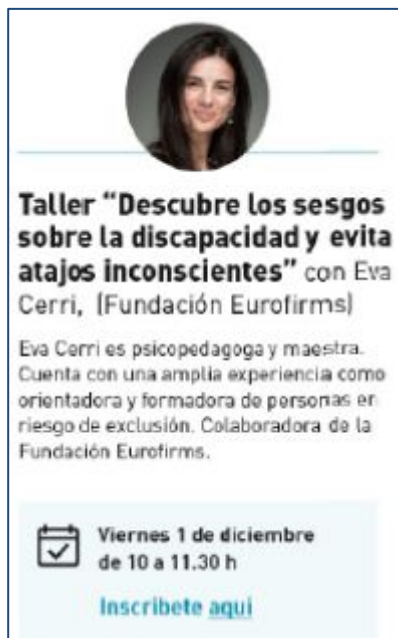 Taller “Descubre los sesgos
sobre la discapacidad y evita
atajos inconscientes” con Eva
Cerri, (Fundación Eurofirms)
Eva Cerri es psicopedagoga y maestra.
Cuenta con una amplia experiencia como
orientadora y formadora de personas en
riesgo de exclusión. Colaboradora de la
Fundación Eurofirms.
Viernes 1 de diciembre
de 10 a 11.30 h
Inscríbete aquí